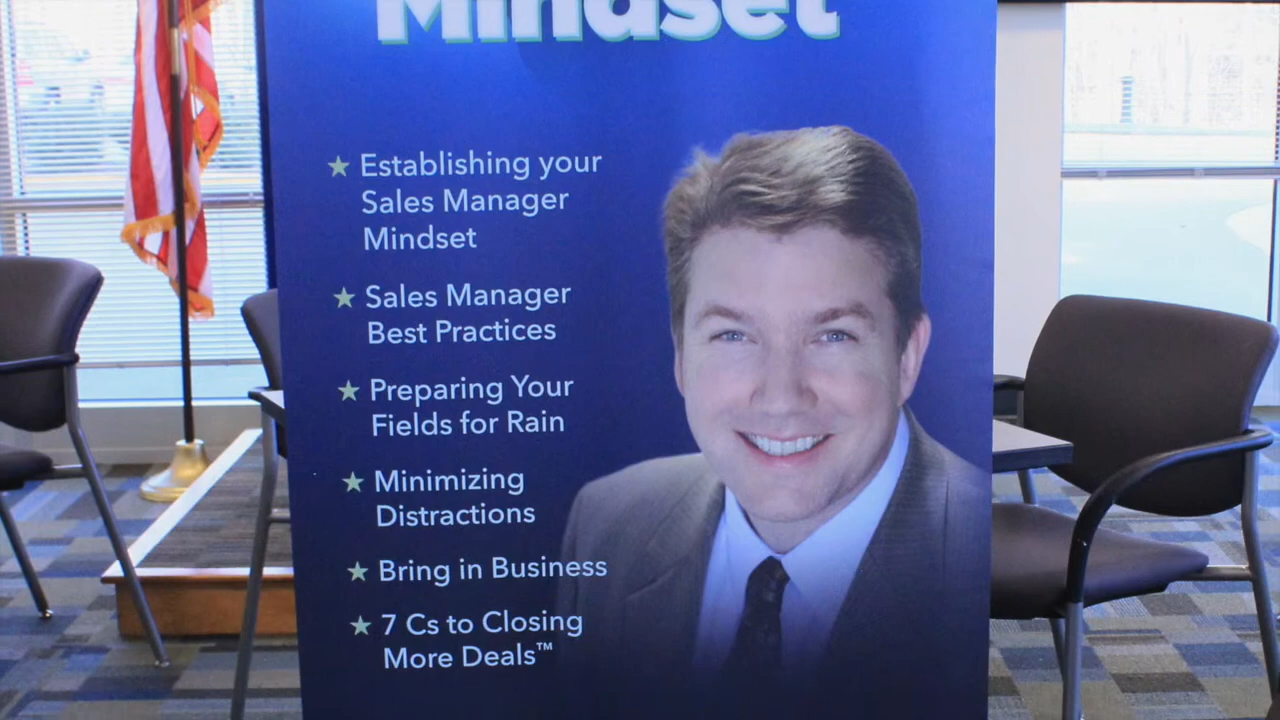 Mindset
★ Establishing your
Sales Manager
Mindset
★ Sales Manager
Best Practices
★ Preparing Your
Fields for Rain
★ Minimizing
Distractions
★ Bring in Business
★ 7 Cs to Closing
More Deals™